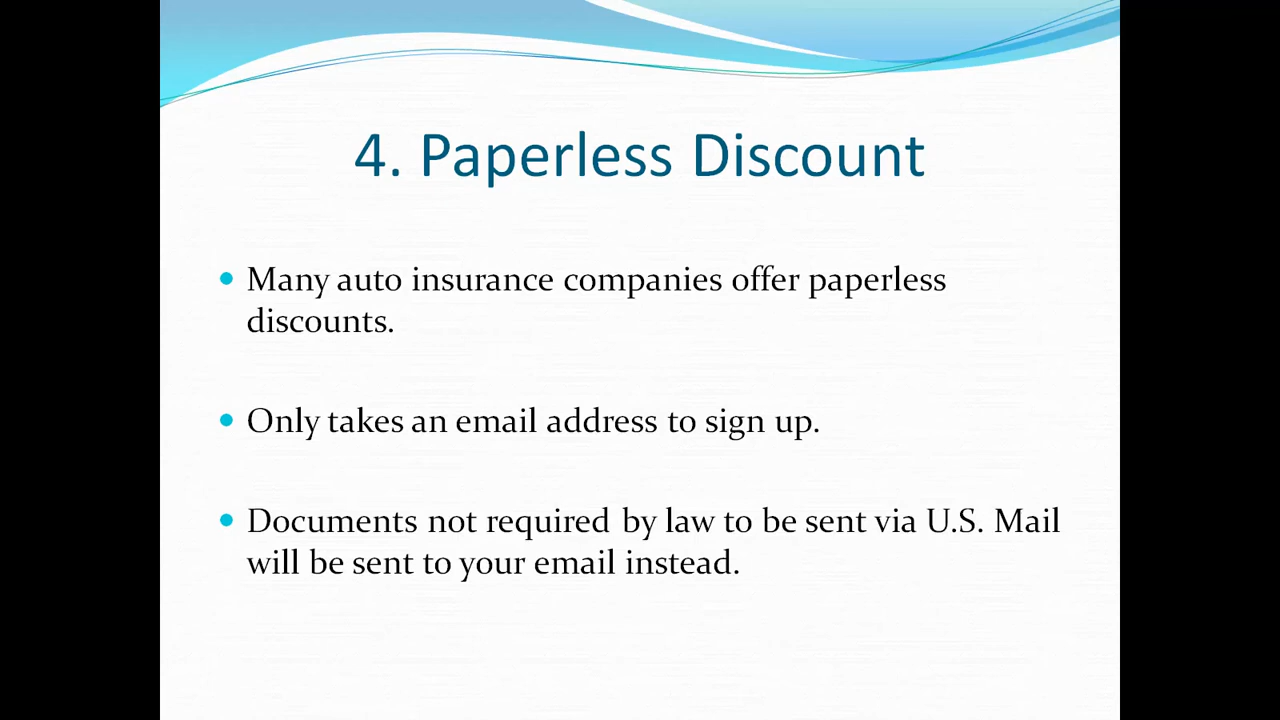 4. Paperless Discount
Many auto insurance companies offer paperless
discounts.
Only takes an email address to sign up.
Documents not required by law to be sent via U.S. Mail
will be sent to your email instead.